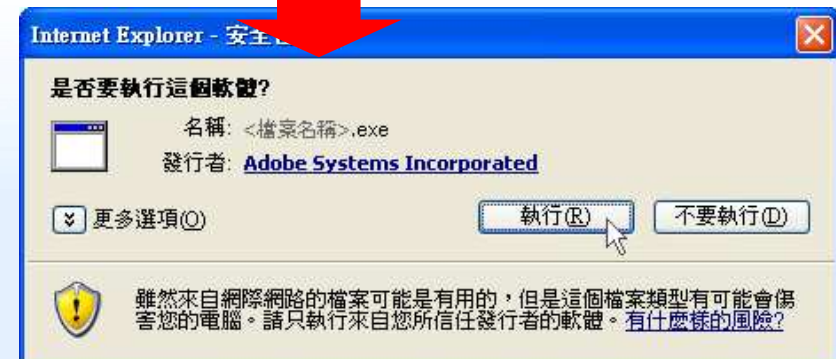 Internet Explorer - 安全
是否要執行這個軟體?
名稱: <檔案名稱>.exe
發行者: Adobe Systems Incorporated
更多選項(O)
執行(R)
不要執行(D)
雖然來自網際網路的檔案可能是有用的，但是這個檔案類型有可能會傷
害您的電腦。請只執行來自您所信任發行者的軟體。有什麼樣的風險?